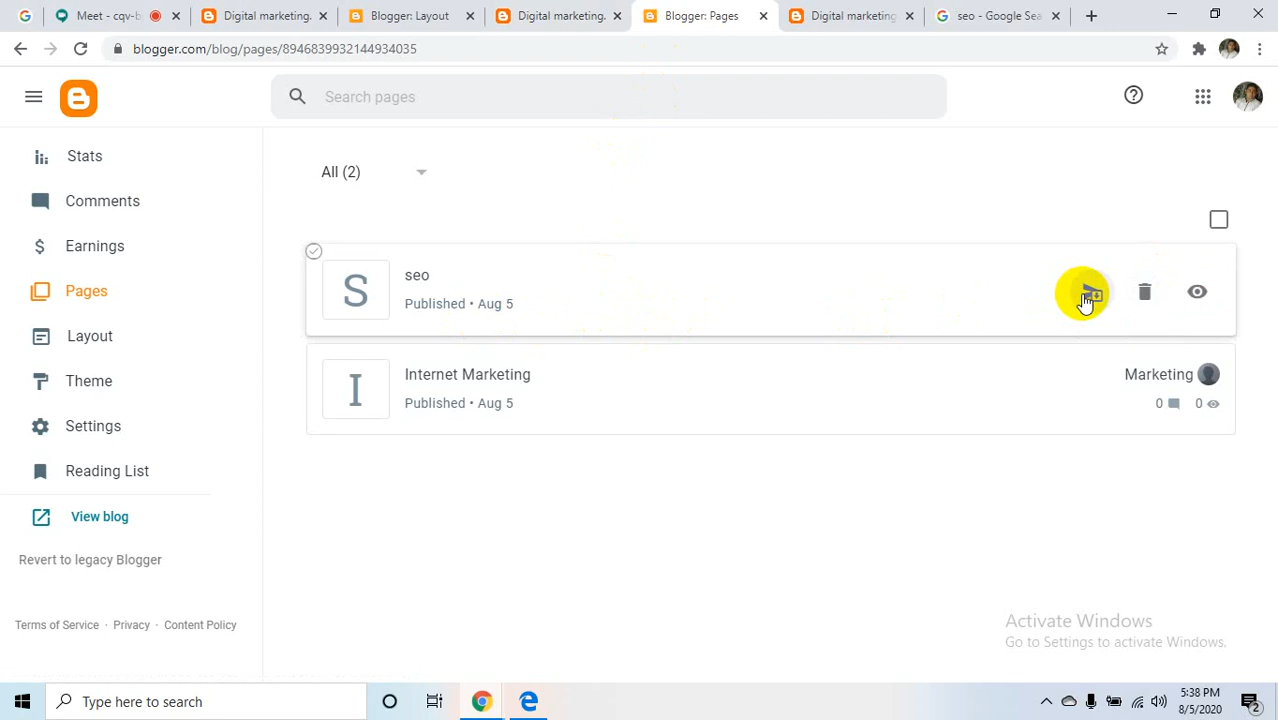 Meet - cqv-b
Digital marketing.
Blogger: Layout
Digital marketing.
Blogger: Pages
Digital marketing
seo - Google Sea
blogger.com/blog/pages/8946839932144934035
Search pages
Stats
Comments
Earnings
Pages
Layout
Theme
Settings
Reading List
View blog
Revert to legacy Blogger
Terms of Service · Privacy · Content Policy
All (2)
S
seo
Published • Aug 5
I
Internet Marketing
Published • Aug 5
Marketing
0 0
Activate Windows
Go to Settings to activate Windows.
Type here to search
5:38 PM
8/5/2020
2